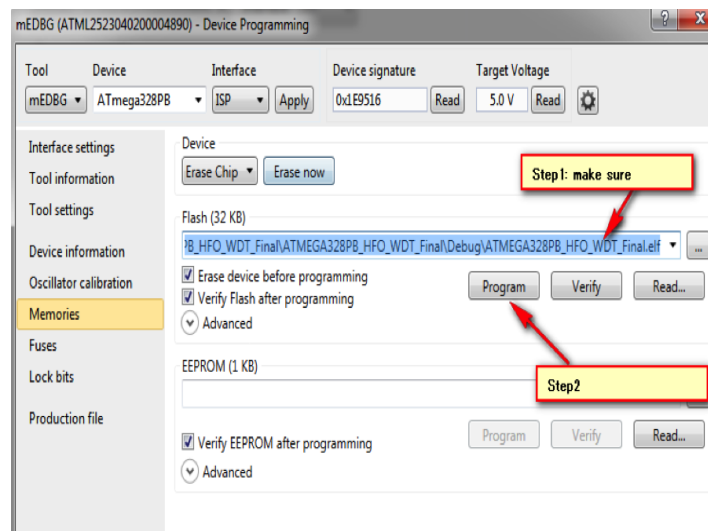 mEDBG (ATML2523040200004890) - Device Programming
Tool Device Interface Device signature Target Voltage
mEDBG ATmega328PB ISP Apply 0x1E9516 Read 5.0 V Read
Interface settings
Tool information
Tool settings
Device information
Oscillator calibration
Memories
Fuses
Lock bits
Production file
Device
Erase Chip Erase now
Step1: make sure
Flash (32 KB)
PB_HFO_WDT_Final\ATMEGA328PB_HFO_WDT_Final\Debug\ATMEGA328PB_HFO_WDT_Final.elf ...
Erase device before programming
Verify Flash after programming
Program Verify Read...
Advanced
EEPROM (1 KB)
Step2
Verify EEPROM after programming
Program Verify Read...
Advanced